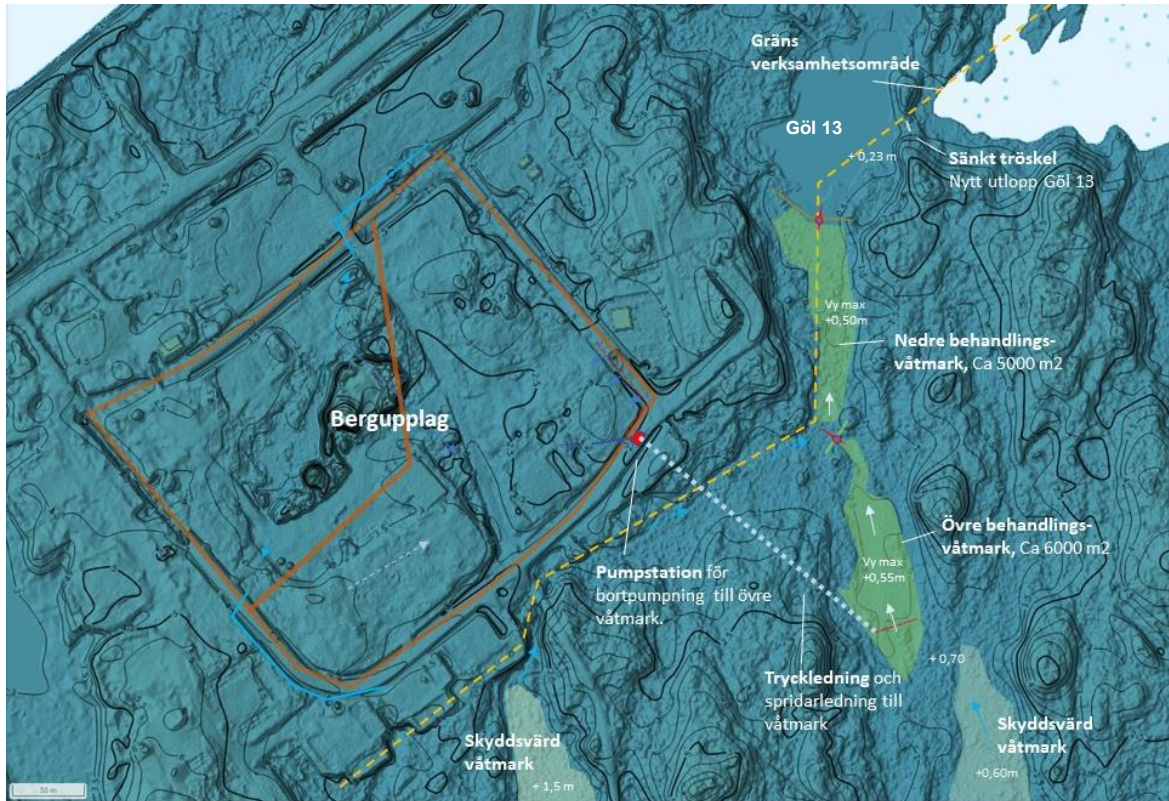 Gräns
verksamhetsområde
Göl 13
+ 0,23 m
Sänkt tröskel
Nytt utlopp Göl 13
Vy max
+0,50m
Nedre behandlings-
våtmark, Ca 5000 m2
Bergupplag
Övre behandlings-
våtmark, Ca 6000 m2
Vy max
+0,55m
Pumpstation för
bortpumpning till övre
våtmark.
+ 0,70
Tryckledning och
spridarledning till
våtmark
Skyddsvärd
våtmark
+ 1,5 m
Skyddsvärd
våtmark
+0,60m
50 m